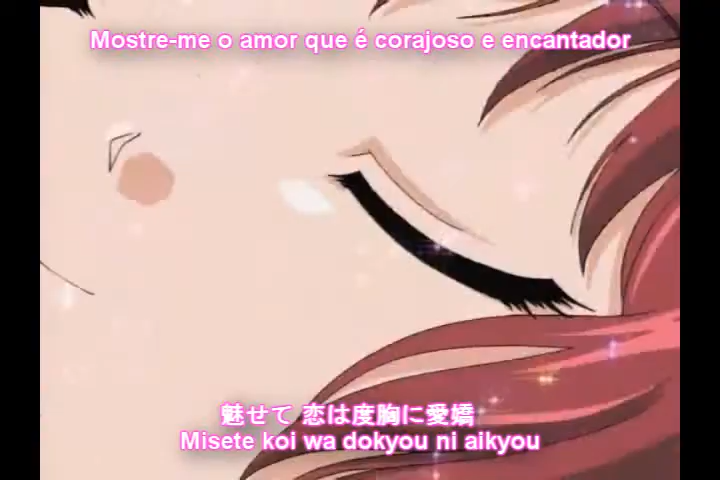 Mostre-me o amor que é corajoso e encantador
魅せて 恋は度胸に愛嬌
Misete koi wa dokyou ni aikyou